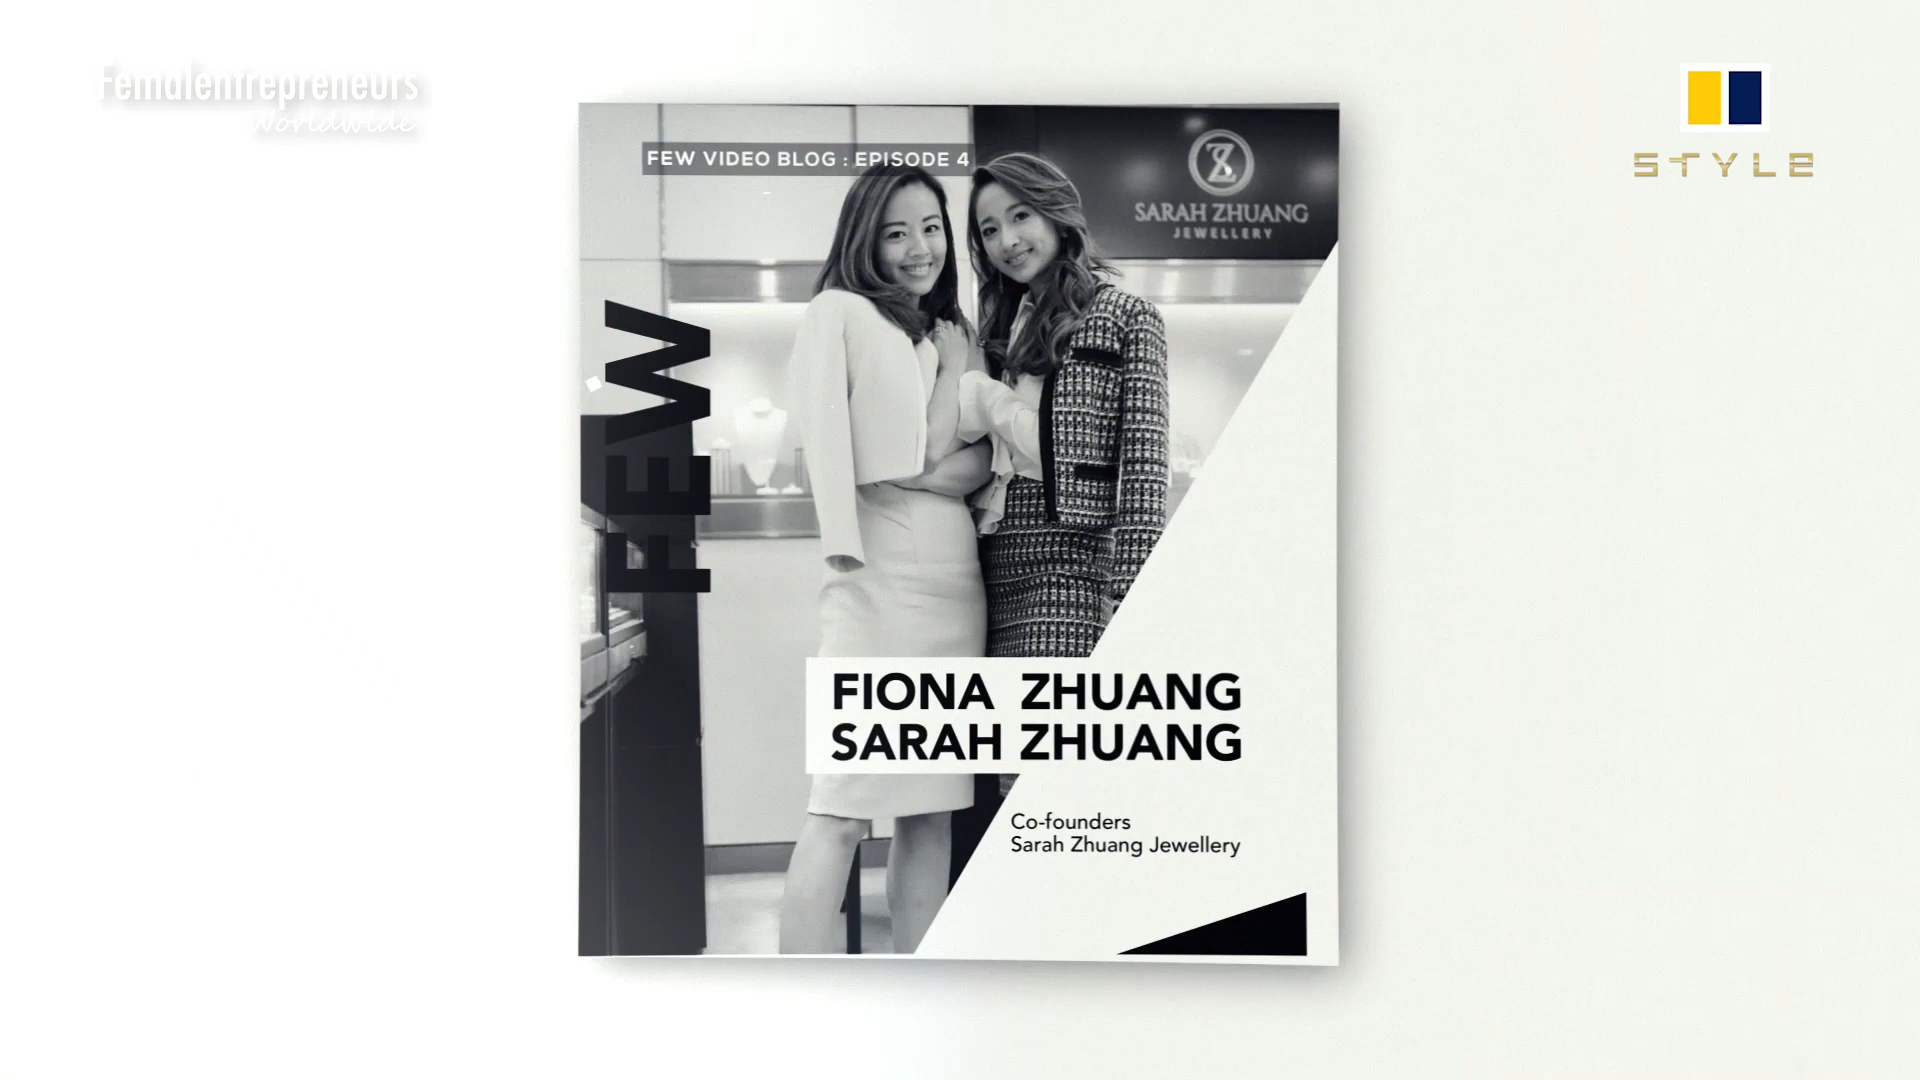 Femalentrepreneurs
Worldwide
STYLE
FEW VIDEO BLOG : EPISODE 4
SARAH ZHUANG
JEWELLERY
FEW
FIONA ZHUANG
SARAH ZHUANG
Co-founders
Sarah Zhuang Jewellery